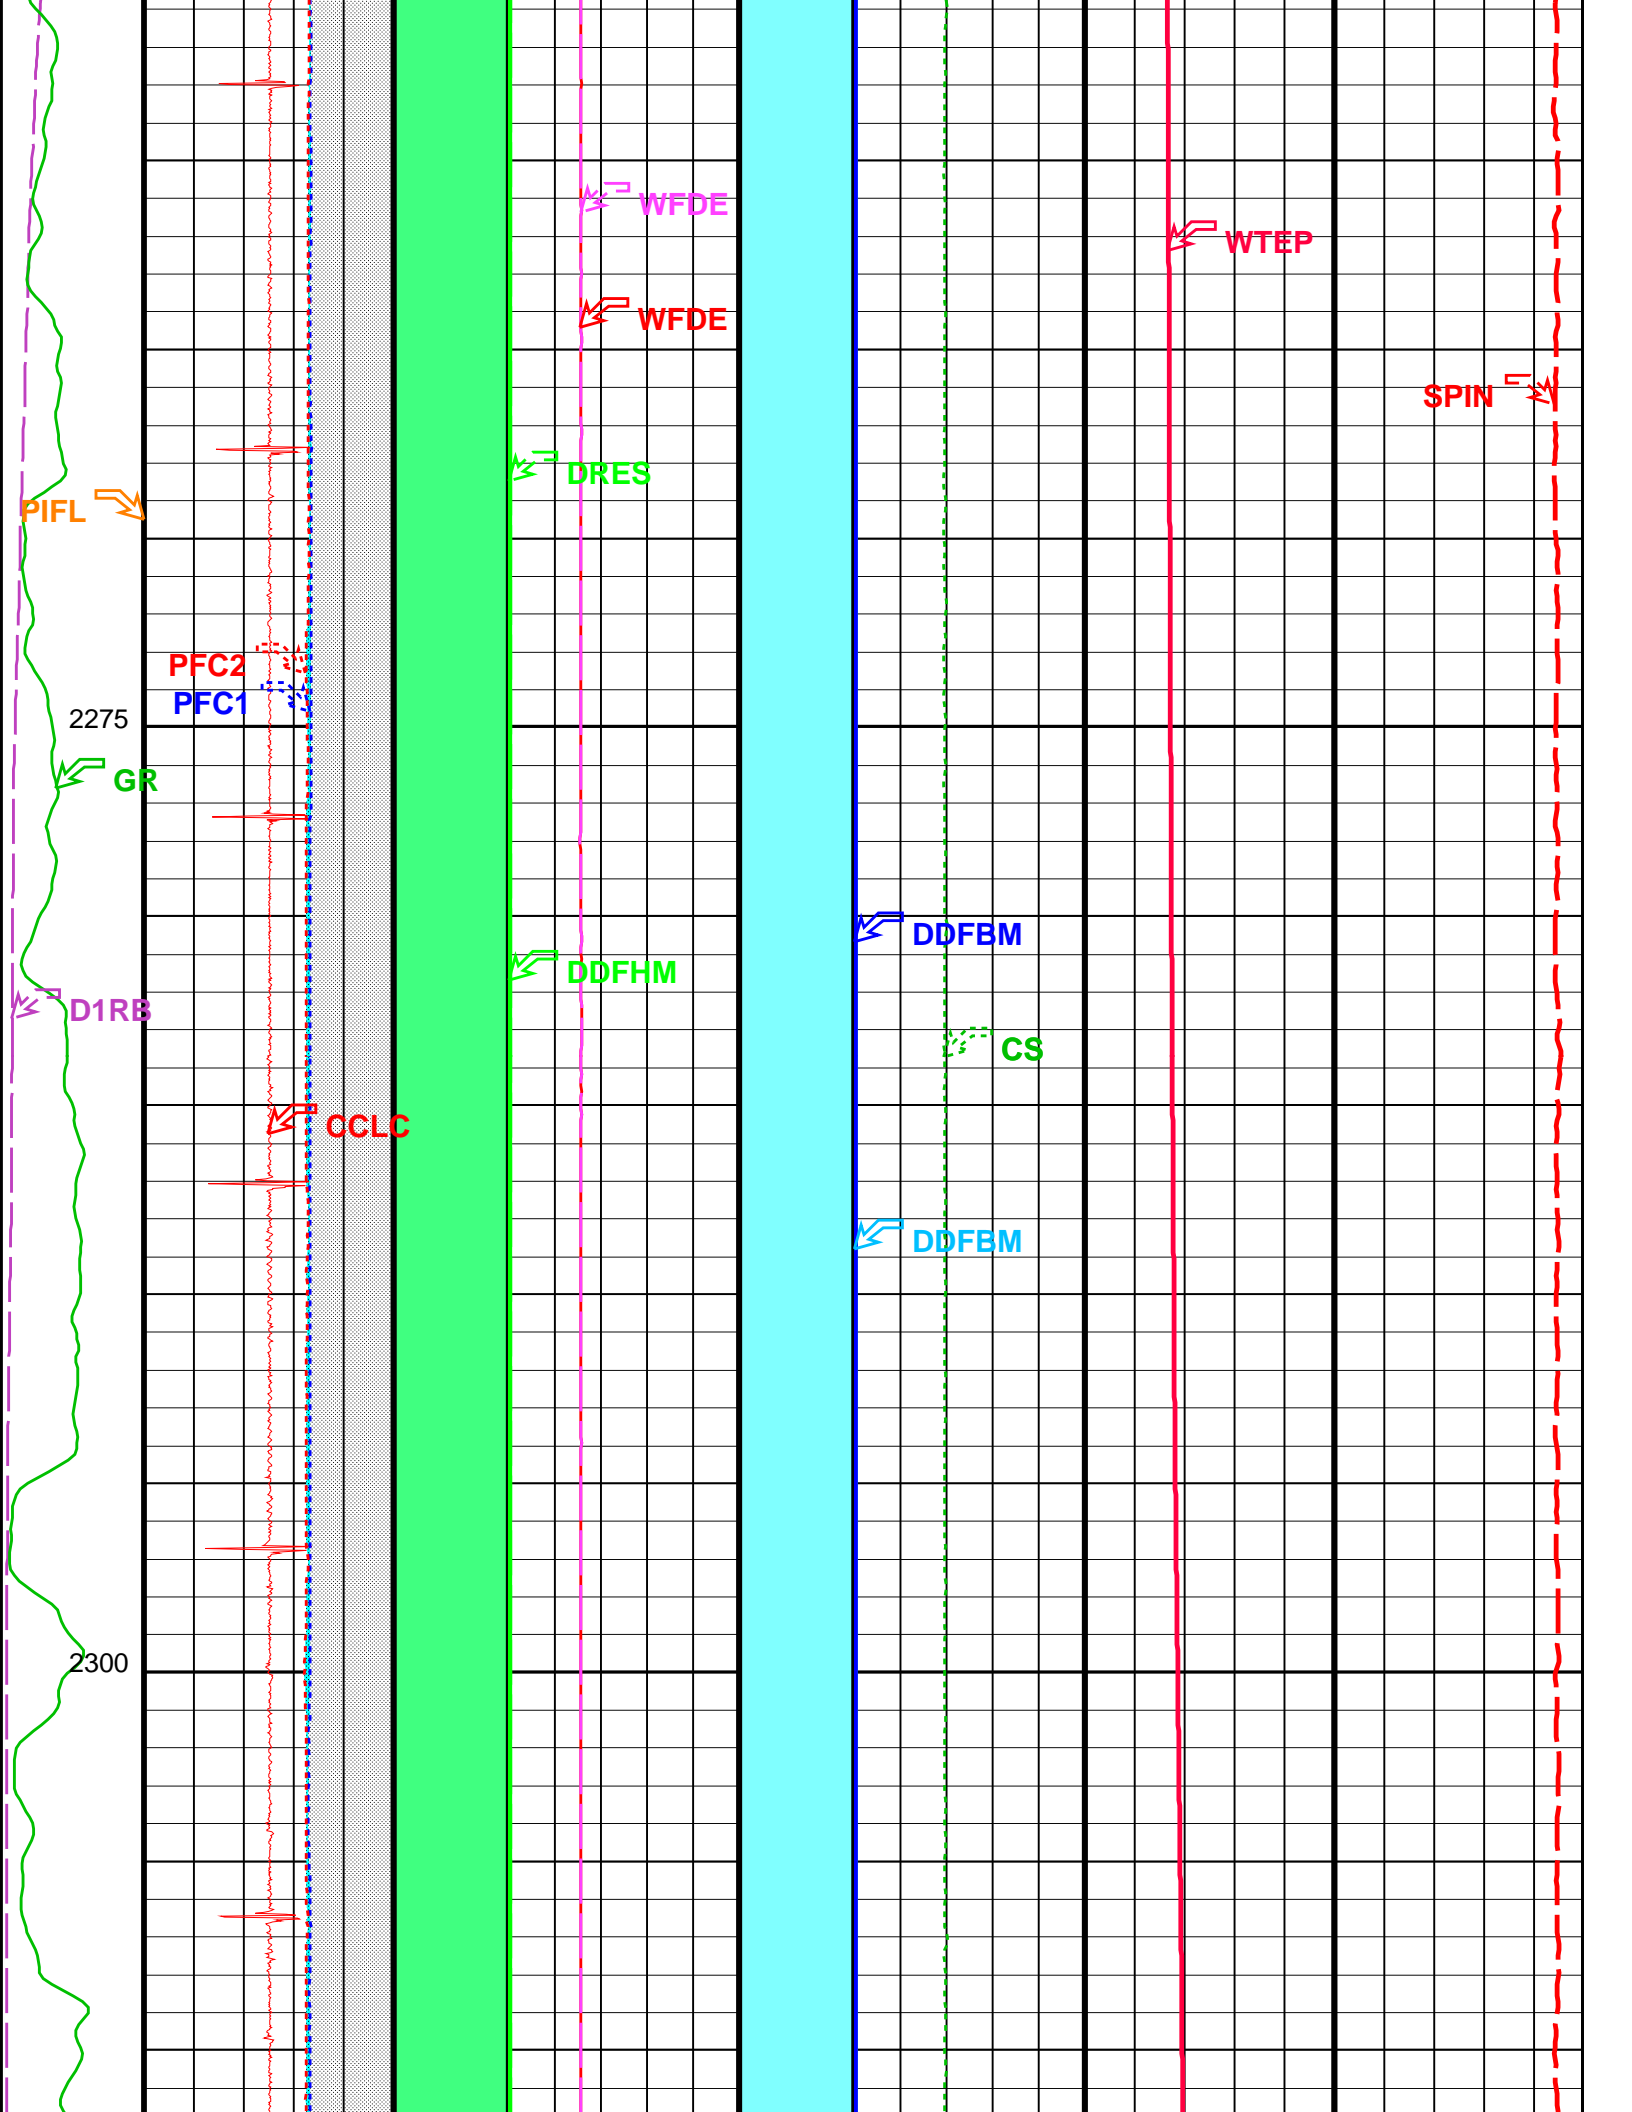 WFDE
WTEP
WFDE
SPIN
DRES
PIFL
PFC2
PFC1
2275
GR
DDFBM
DDFHM
D1RB
CS
CCLC
DDFBM
2300